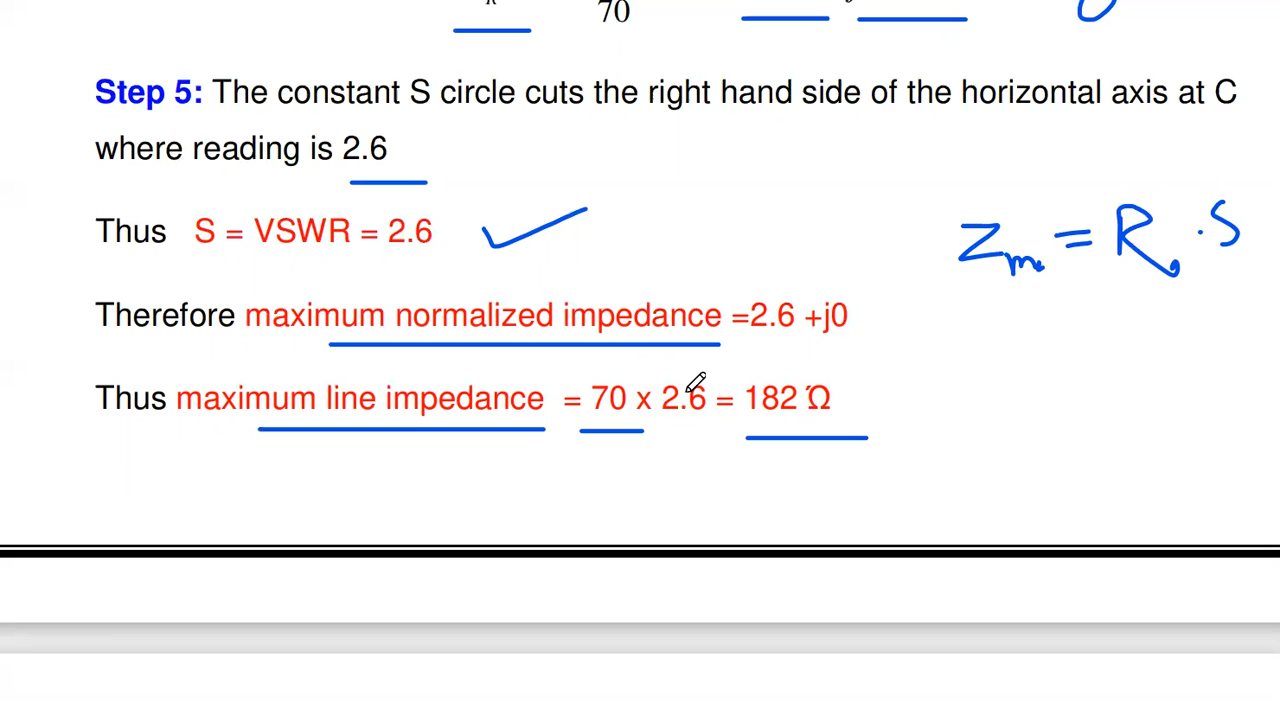 70
Step 5: The constant S circle cuts the right hand side of the horizontal axis at C
where reading is 2.6
Thus S = VSWR = 2.6
Zm = R₀ . S
Therefore maximum normalized impedance =2.6 +j0
Thus maximum line impedance = 70 x 2.6 = 182 Ω